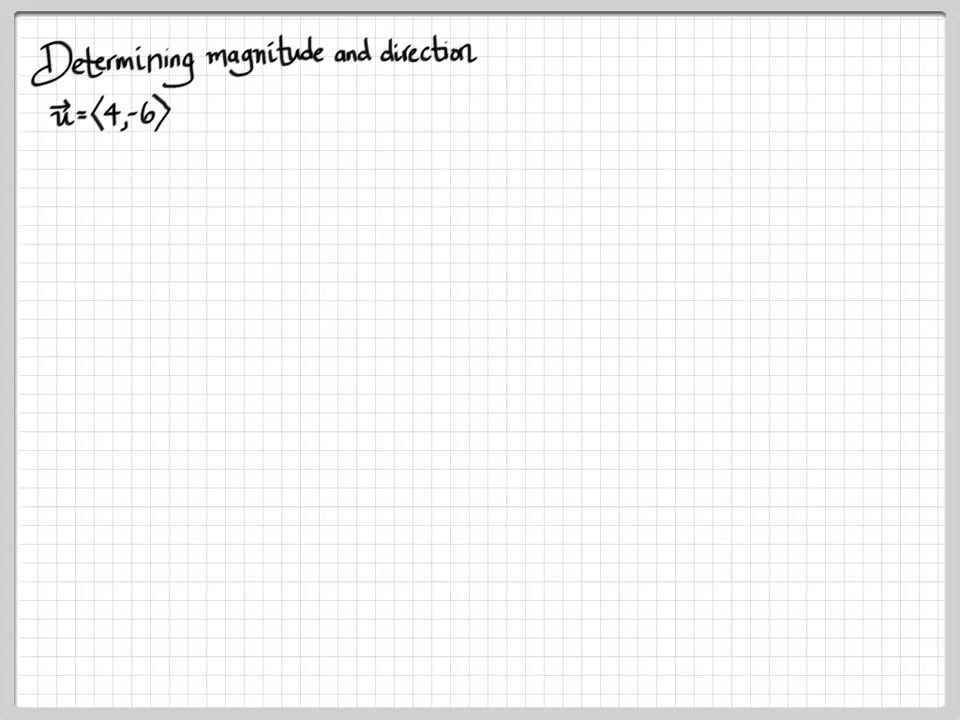 Determining magnitude and direction
u⃗=⟨4,-6⟩